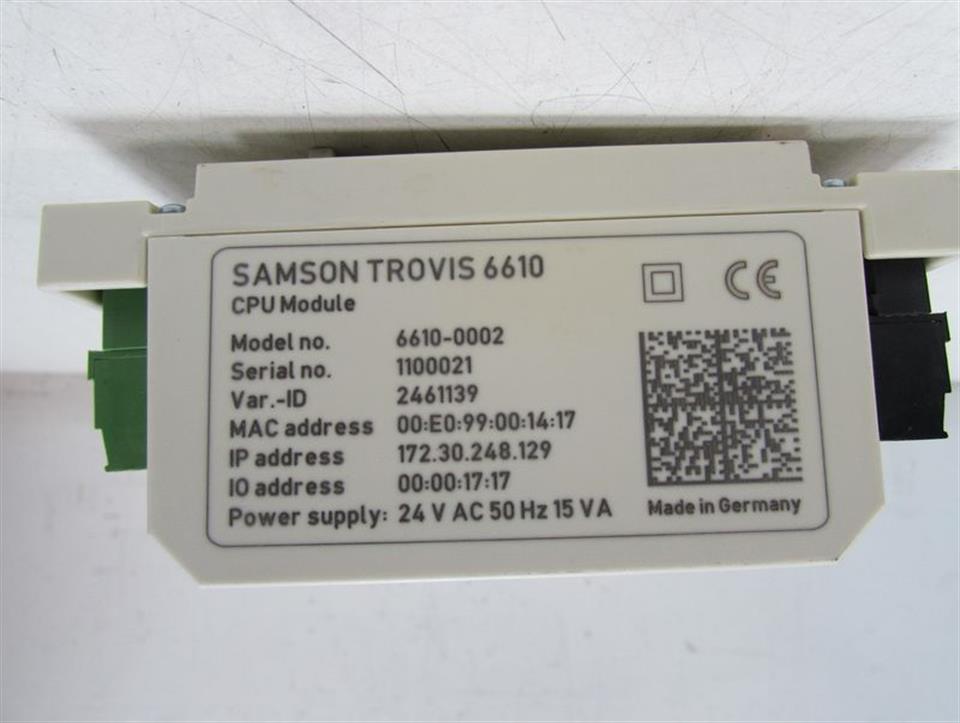 SAMSON TROVIS 6610
CPU Module
Model no. 6610-0002
Serial no. 1100021
Var.-ID 2461139
MAC address 00:E0:99:00:14:17
IP address 172.30.248.129
IO address 00:00:17:17
Power supply: 24 V AC 50 Hz 15 VA
CE
Made in Germany